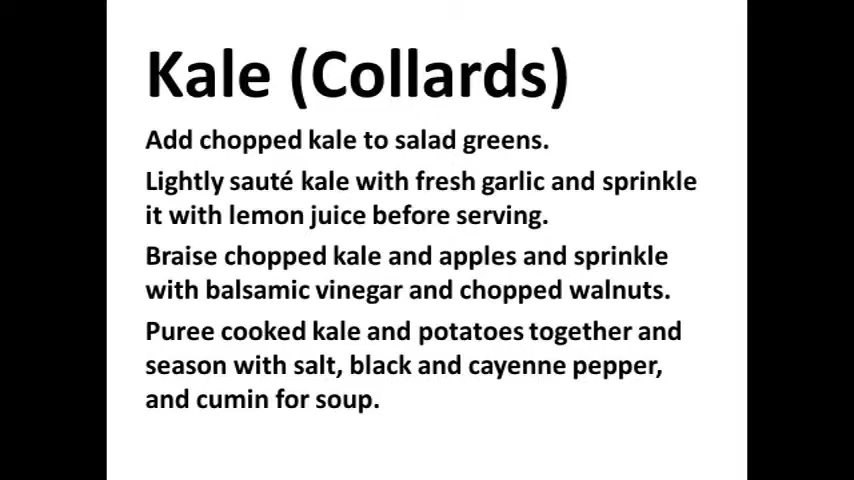 Kale (Collards)
Add chopped kale to salad greens.
Lightly sauté kale with fresh garlic and sprinkle
it with lemon juice before serving.
Braise chopped kale and apples and sprinkle
with balsamic vinegar and chopped walnuts.
Puree cooked kale and potatoes together and
season with salt, black and cayenne pepper,
and cumin for soup.